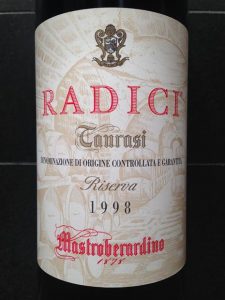 RADICI
Taurasi
DENOMINAZIONE DI ORIGINE CONTROLLATA E GARANTITA
Riserva
1998
Mastroberardino
1878